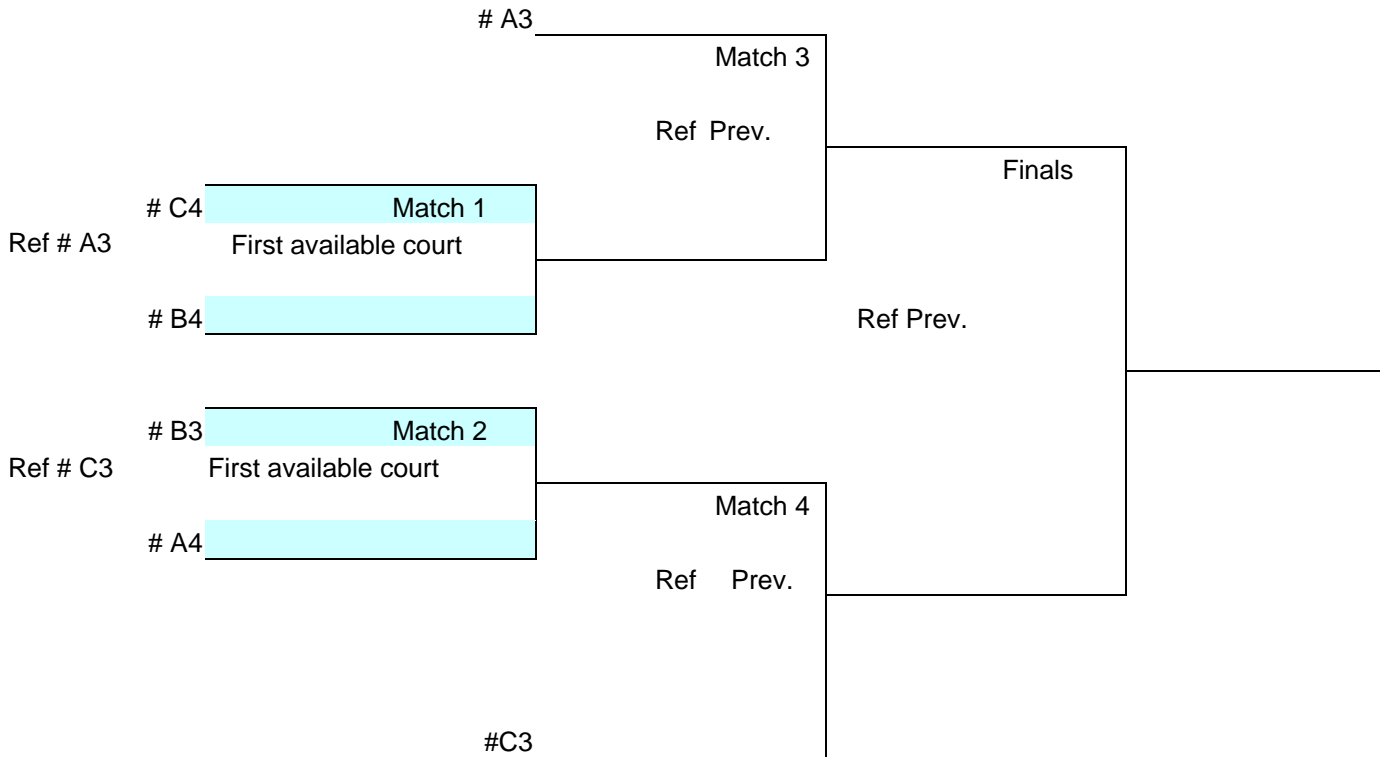 # A3
Match 3
Ref Prev.
Finals
# C4 Match 1
Ref # A3 First available court
# B4 Ref Prev.
# B3 Match 2
Ref # C3 First available court
Match 4
# A4
Ref Prev.
#C3